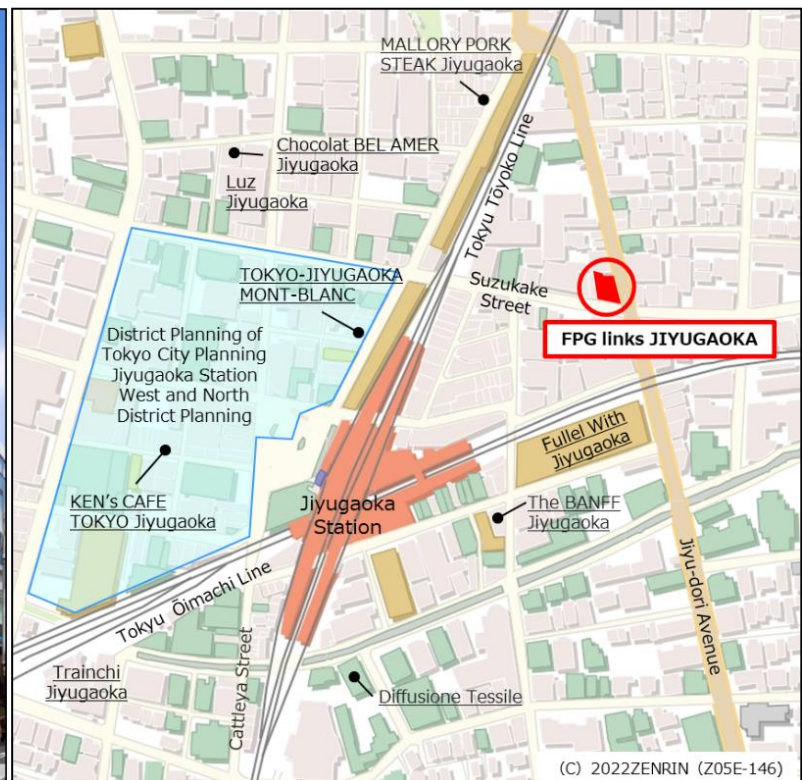 MALLORY PORK
STEAK Jiyugaoka
Chocolat BEL AMER
Jiyugaoka
Luz
Jiyugaoka
Tokyu Tōyoko Line
TOKYO-JIYUGAOKA
MONT-BLANC
Suzukake
Street
FPG links JIYUGAOKA
District Planning of
Tokyo City Planning
Jiyugaoka Station
West and North
District Planning
Fullel With
Jiyugaoka
KEN's CAFE
TOKYO Jiyugaoka
Jiyugaoka
Station
The BANFF
Jiyugaoka
Tokyu Ōimachi Line
Jiyu-dori Avenue
Trainchi
Jiyugaoka
Cattleya Street
Diffusione Tessile
(C) 2022ZENRIN (Z05E-146)